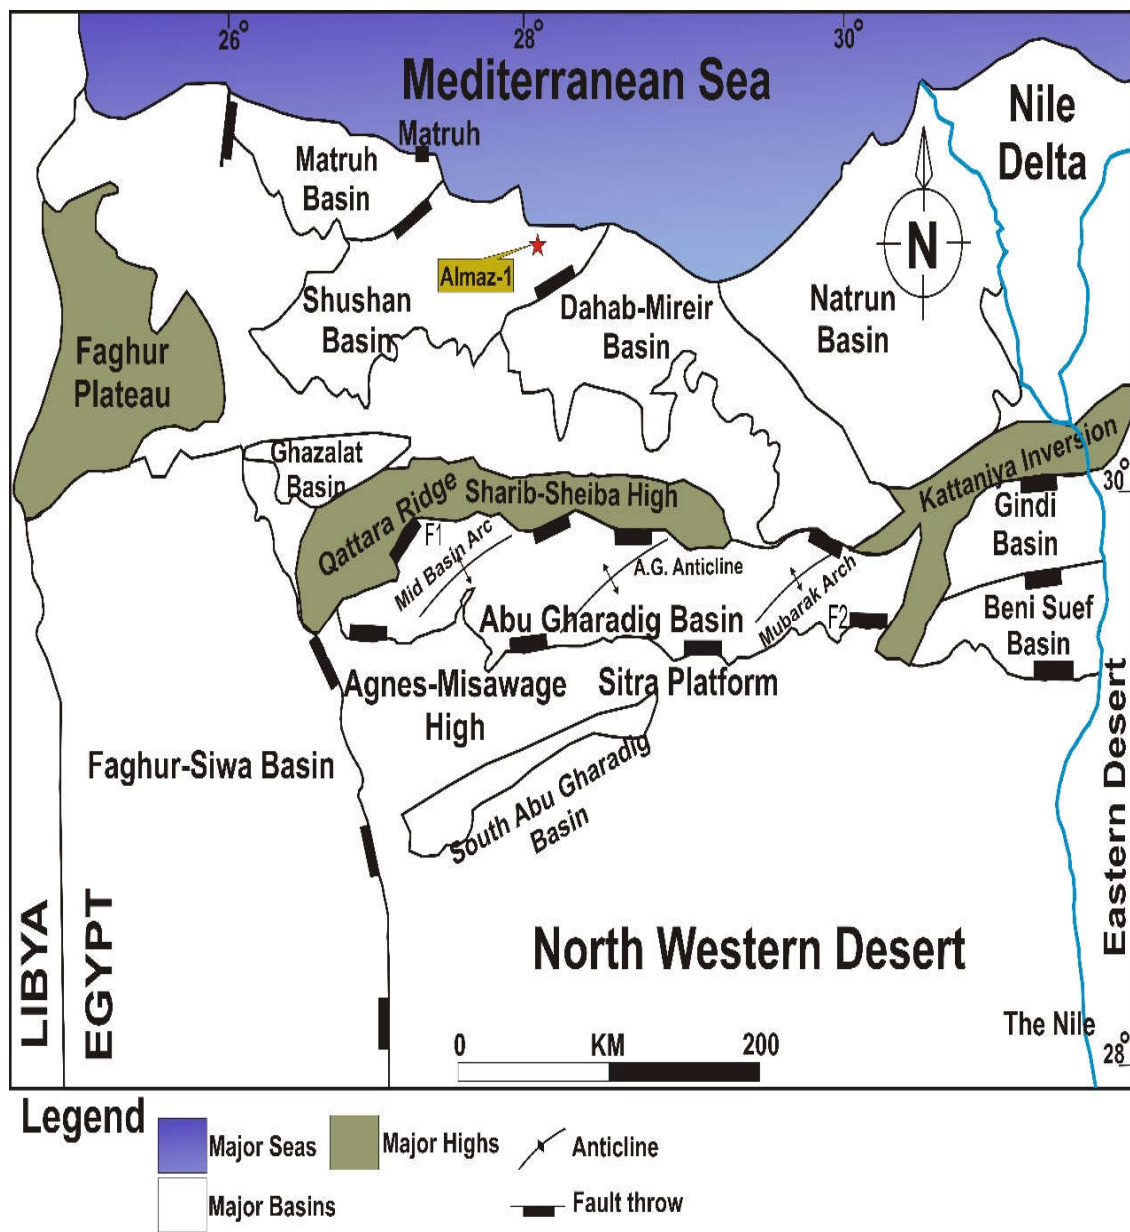 26°
28°
30°
Mediterranean Sea
Nile
Delta
Matruh
Matruh
Basin
N
Almaz-1
Shushan
Basin
Dahab-Mireir
Basin
Natrun
Basin
Faghur
Plateau
Ghazalat
Basin
Kattaniya Inversion
30°
Qattara Ridge
Sharib-Sheiba High
Gindi
Basin
F1
Mid Basin Arc
A.G. Anticline
Mubarak Arch
Abu Gharadig Basin
F2
Beni Suef
Basin
Agnes-Misawage
High
Sitra Platform
Faghur-Siwa Basin
South Abu Gharadig
Basin
Eastern Desert
LIBYA
EGYPT
North Western Desert
The Nile
0 KM 200
28°
Legend
Major Seas
Major Highs
Anticline
Major Basins
Fault throw